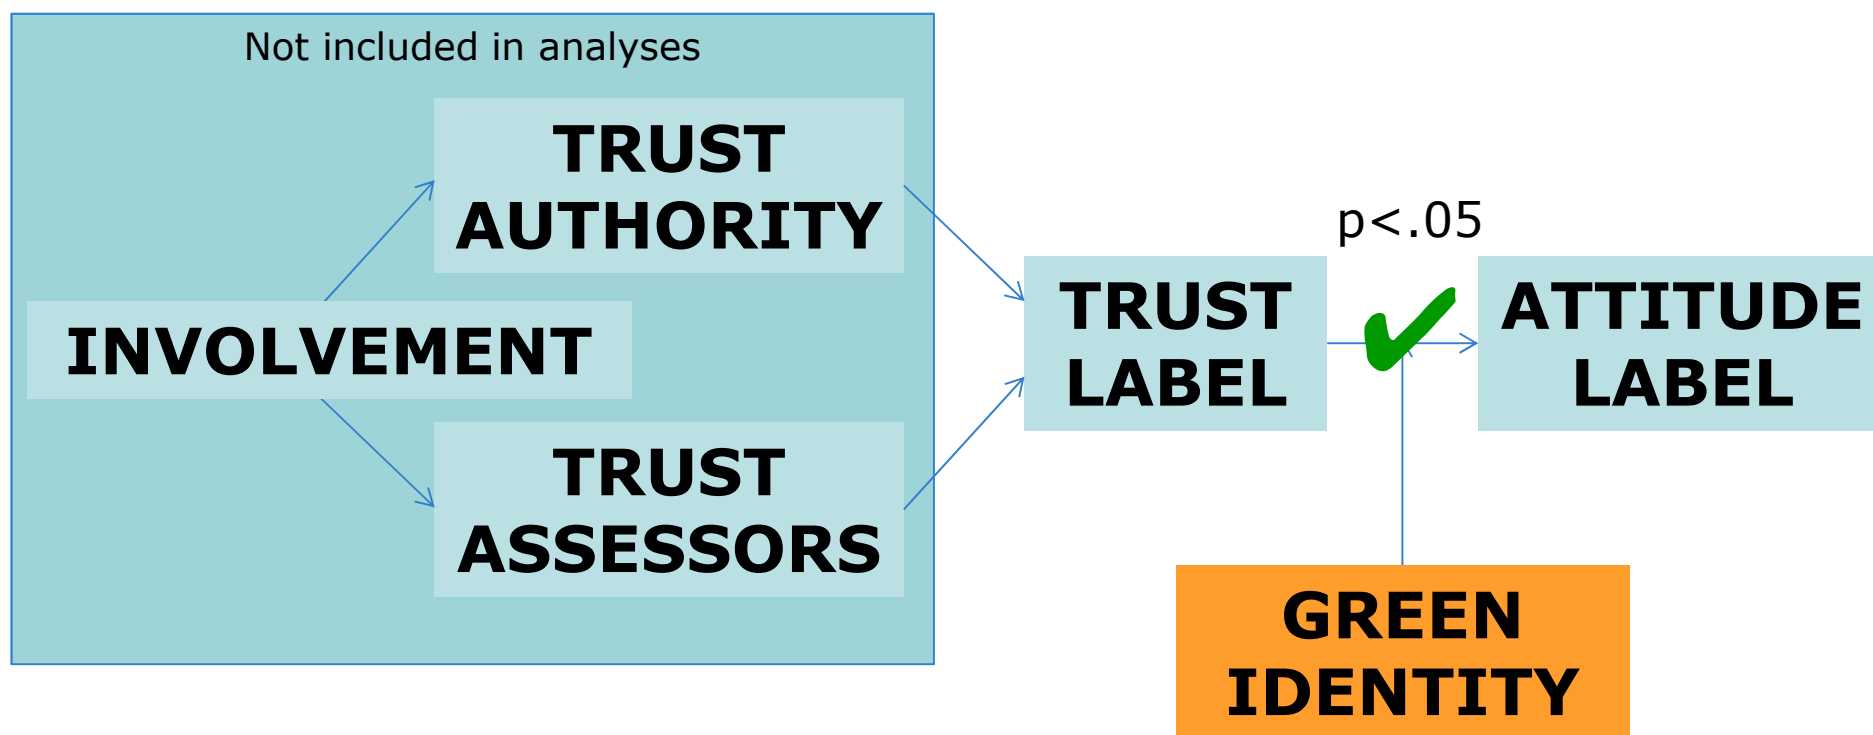 Not included in analyses
TRUST
AUTHORITY
INVOLVEMENT
TRUST
ASSESSORS
p<.05
TRUST
LABEL
ATTITUDE
LABEL
GREEN
IDENTITY